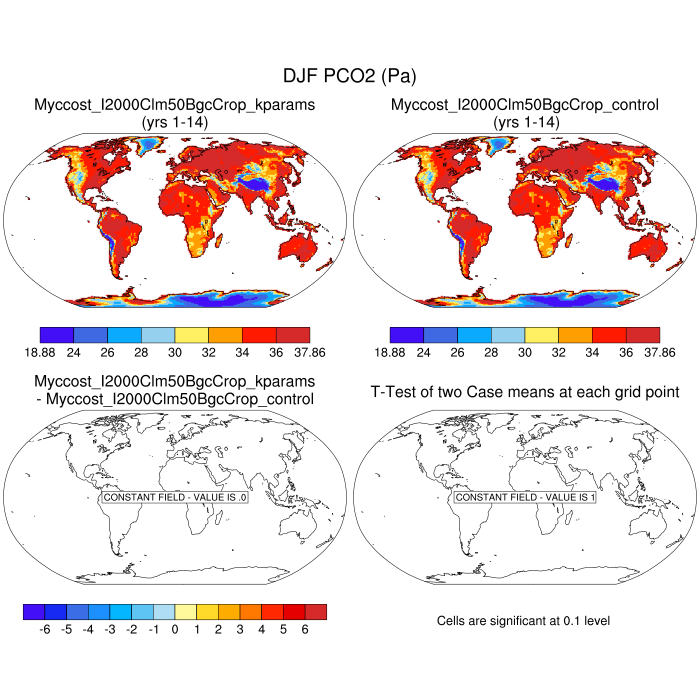 DJF PCO2 (Pa)
Myccost_I2000Clm50BgcCrop_kparams
(yrs 1-14)
Myccost_I2000Clm50BgcCrop_control
(yrs 1-14)
18.88 24 26 28 30 32 34 36 37.86
18.88 24 26 28 30 32 34 36 37.86
Myccost_I2000Clm50BgcCrop_kparams
- Myccost_I2000Clm50BgcCrop_control
T-Test of two Case means at each grid point
CONSTANT FIELD - VALUE IS .0
CONSTANT FIELD - VALUE IS 1
-6 -5 -4 -3 -2 -1 0 1 2 3 4 5 6
Cells are significant at 0.1 level